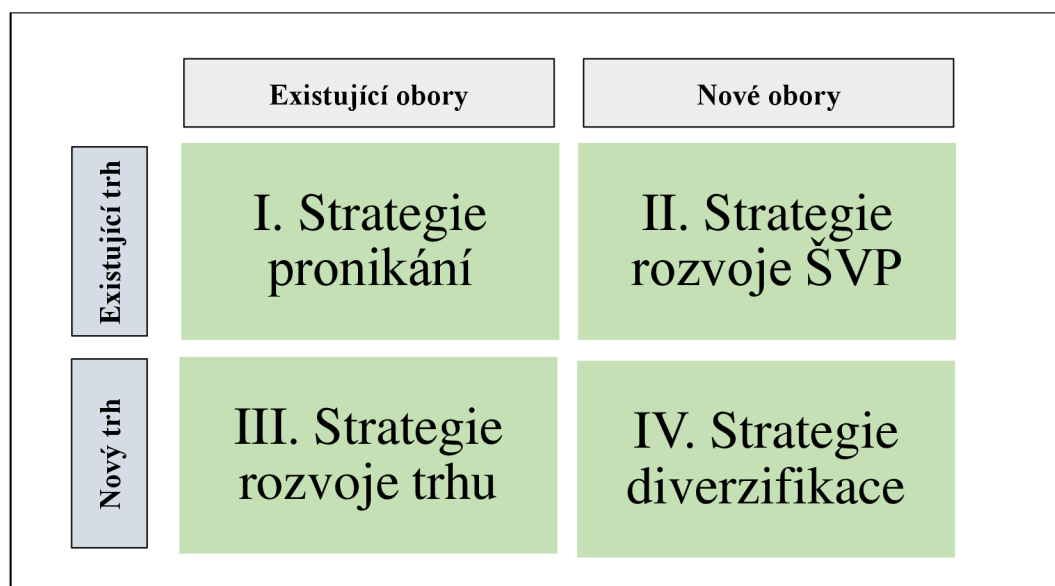 Existující obory
Nové obory
Existující trh
I. Strategie
pronikání
II. Strategie
rozvoje ŠVP
Nový trh
III. Strategie
rozvoje trhu
IV. Strategie
diverzifikace